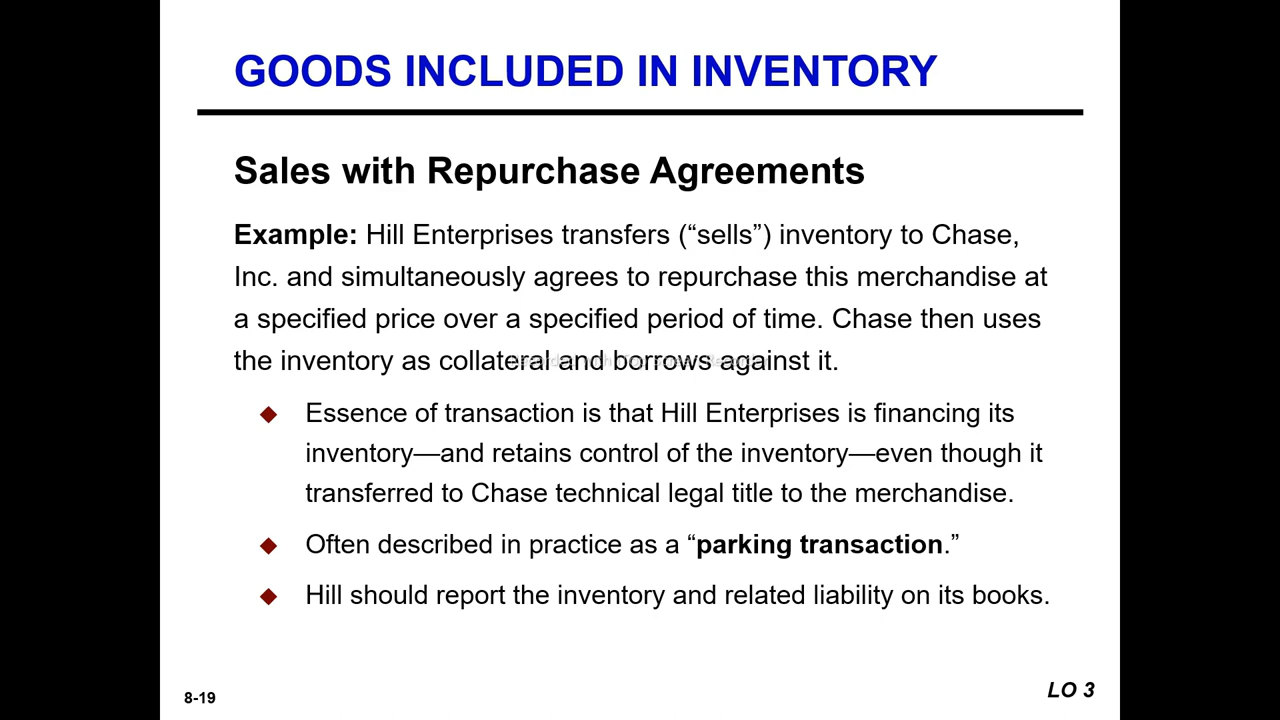 GOODS INCLUDED IN INVENTORY
Sales with Repurchase Agreements
Example: Hill Enterprises transfers (“sells”) inventory to Chase,
Inc. and simultaneously agrees to repurchase this merchandise at
a specified price over a specified period of time. Chase then uses
the inventory as collateral and borrows against it.
◆ Essence of transaction is that Hill Enterprises is financing its
inventory—and retains control of the inventory—even though it
transferred to Chase technical legal title to the merchandise.
◆ Often described in practice as a “parking transaction.”
◆ Hill should report the inventory and related liability on its books.
8-19
LO 3